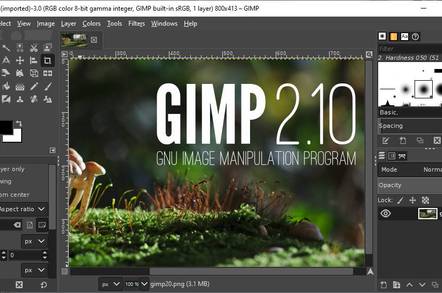 (imported)-3.0 (RGB color 8-bit gamma integer, GIMP built-in sRGB, 1 layer) 800x413 – GIMP
elect View Image Layer Colors Tools Filters Windows Help
Filter
2. Hardness 050 (51
GIMP 2.10
GNU IMAGE MANIPULATION PROGRAM
Basic,
Spacing
Mode Norm
Opacity
Lock:
yer only
wing
om center
Aspect ratio
px
0 px
px 100 % gimp20.png (3.1 MB)